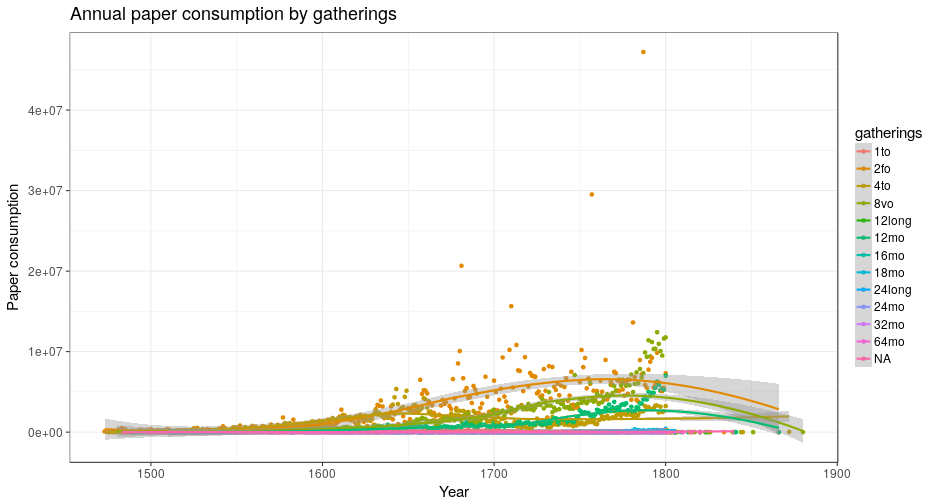 Annual paper consumption by gatherings
Paper consumption
4e+07
3e+07
2e+07
1e+07
0e+00
1500 1600 1700 1800 1900
Year
gatherings
1to
2fo
4to
8vo
12long
12mo
16mo
18mo
24long
24mo
32mo
64mo
NA